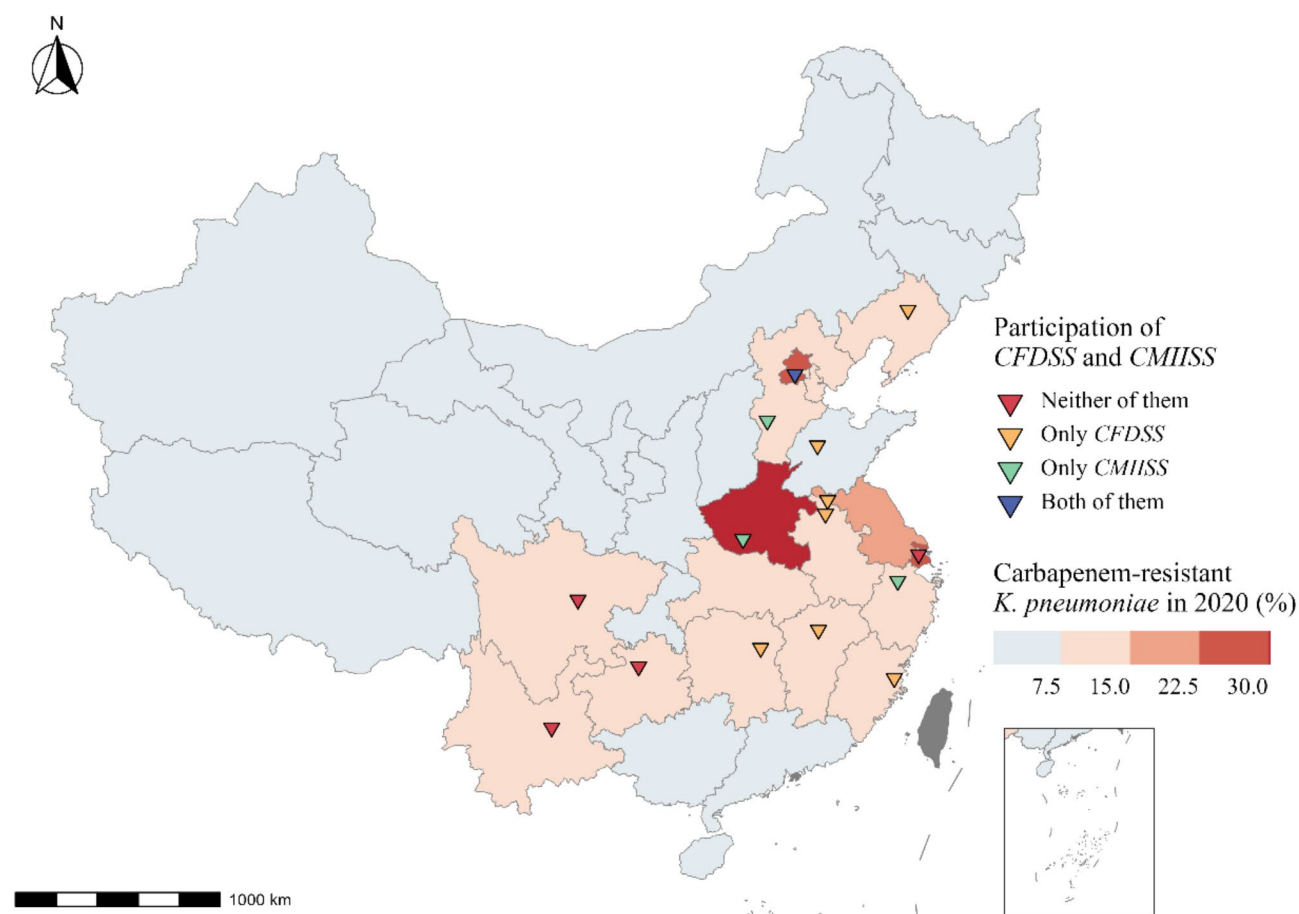 N
Participation of
CFDSS and CMIISS
Neither of them
Only CFDSS
Only CMIISS
Both of them
Carbapenem-resistant
K. pneumoniae in 2020 (%)
7.5 15.0 22.5 30.0
1000 km